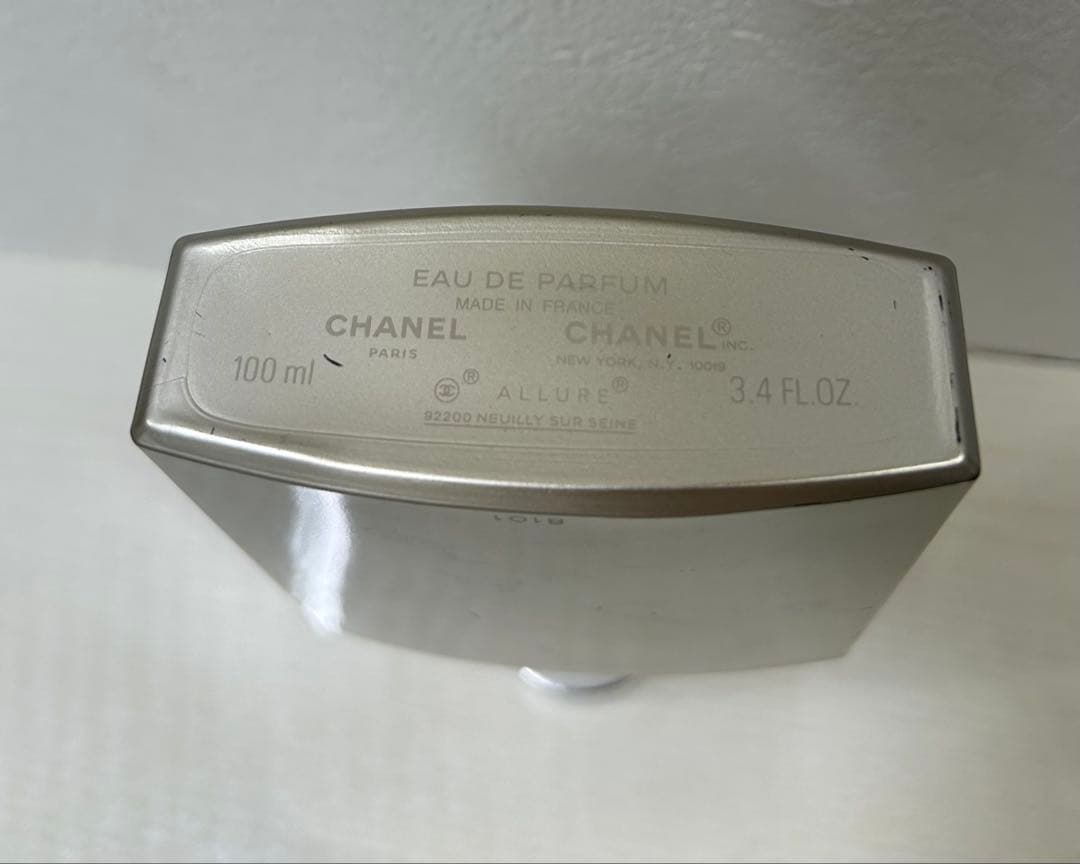 EAU DE PARFUM
MADE IN FRANCE
CHANEL CHANEL® INC.
PARIS NEW YORK, N.Y. 10019
100 ml ® ALLURE® 3.4 FL.OZ.
92200 NEUILLY SUR SEINE